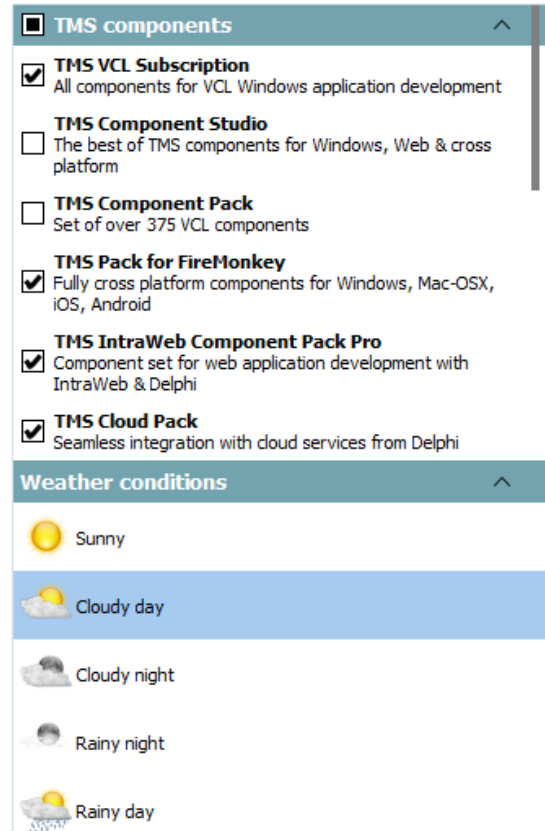 TMS components
TMS VCL Subscription
All components for VCL Windows application development
TMS Component Studio
The best of TMS components for Windows, Web & cross
platform
TMS Component Pack
Set of over 375 VCL components
TMS Pack for FireMonkey
Fully cross platform components for Windows, Mac-OSX,
iOS, Android
TMS IntraWeb Component Pack Pro
Component set for web application development with
IntraWeb & Delphi
TMS Cloud Pack
Seamless integration with cloud services from Delphi
Weather conditions
Sunny
Cloudy day
Cloudy night
Rainy night
Rainy day